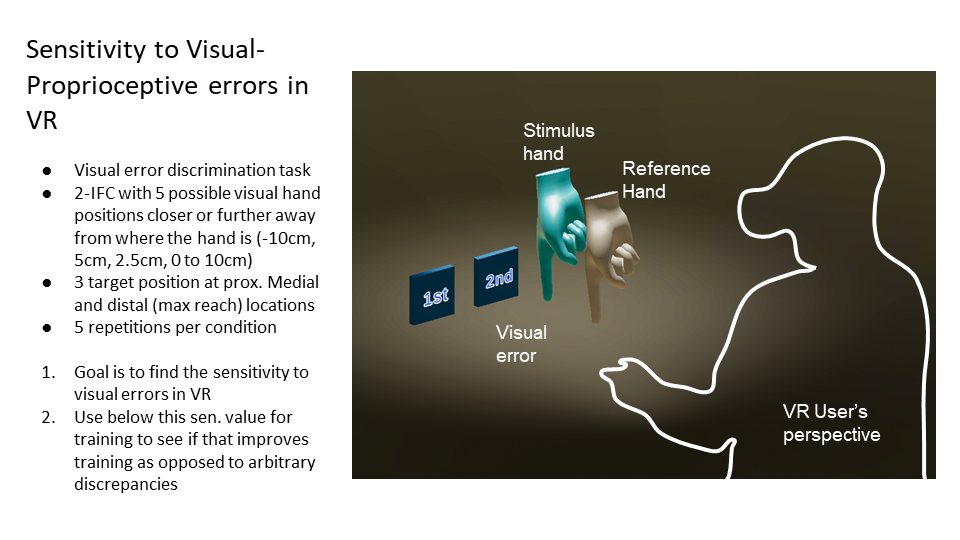 Sensitivity to Visual-
Proprioceptive errors in
VR
● Visual error discrimination task
● 2-IFC with 5 possible visual hand
positions closer or further away
from where the hand is (-10cm,
5cm, 2.5cm, 0 to 10cm)
● 3 target position at prox. Medial
and distal (max reach) locations
● 5 repetitions per condition
1. Goal is to find the sensitivity to
visual errors in VR
2. Use below this sen. value for
training to see if that improves
training as opposed to arbitrary
discrepancies
Stimulus
hand
Reference
Hand
1st
2nd
Visual
error
VR User’s
perspective